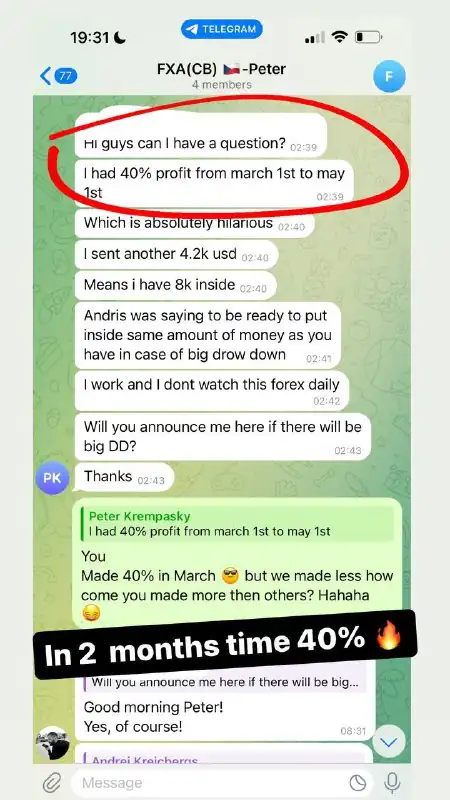 19:31
TELEGRAM
77
FXA(CB) 🇨🇿-Peter
4 members
F
Hi guys can I have a question? 02:39
I had 40% profit from march 1st to may
1st 02:39
Which is absolutely hilarious 02:40
I sent another 4.2k usd 02:40
Means i have 8k inside 02:40
Andris was saying to be ready to put
inside same amount of money as you
have in case of big drow down 02:41
I work and I dont watch this forex daily
02:42
Will you announce me here if there will be
big DD? 02:43
PK
Thanks 02:43
Peter Krempasky
I had 40% profit from march 1st to may 1st
You
Made 40% in March 😎 but we made less how
come you made more then others? Hahaha
😂
In 2 months time 40% 🔥
Will you announce me here if there will be big...
Good morning Peter!
Yes, of course! 08:31
Andrei Kreicbergs
Message